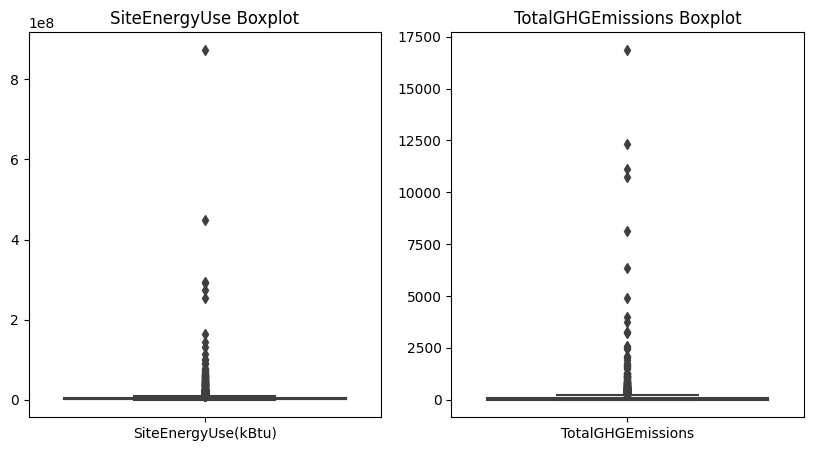 SiteEnergyUse Boxplot
1e8
8
6
4
2
0
SiteEnergyUse(kBtu)
TotalGHGEmissions Boxplot
17500
15000
12500
10000
7500
5000
2500
0
TotalGHGEmissions